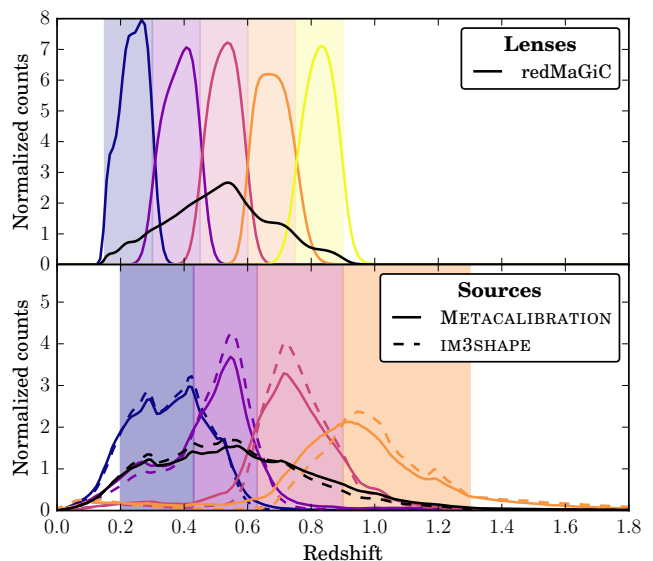 8
7
6
5
4
3
2
1
0
Normalized counts
Lenses
redMaGiC
5
4
3
2
1
0
Normalized counts
Sources
METACALIBRATION
IM3SHAPE
0.0 0.2 0.4 0.6 0.8 1.0 1.2 1.4 1.6 1.8
Redshift